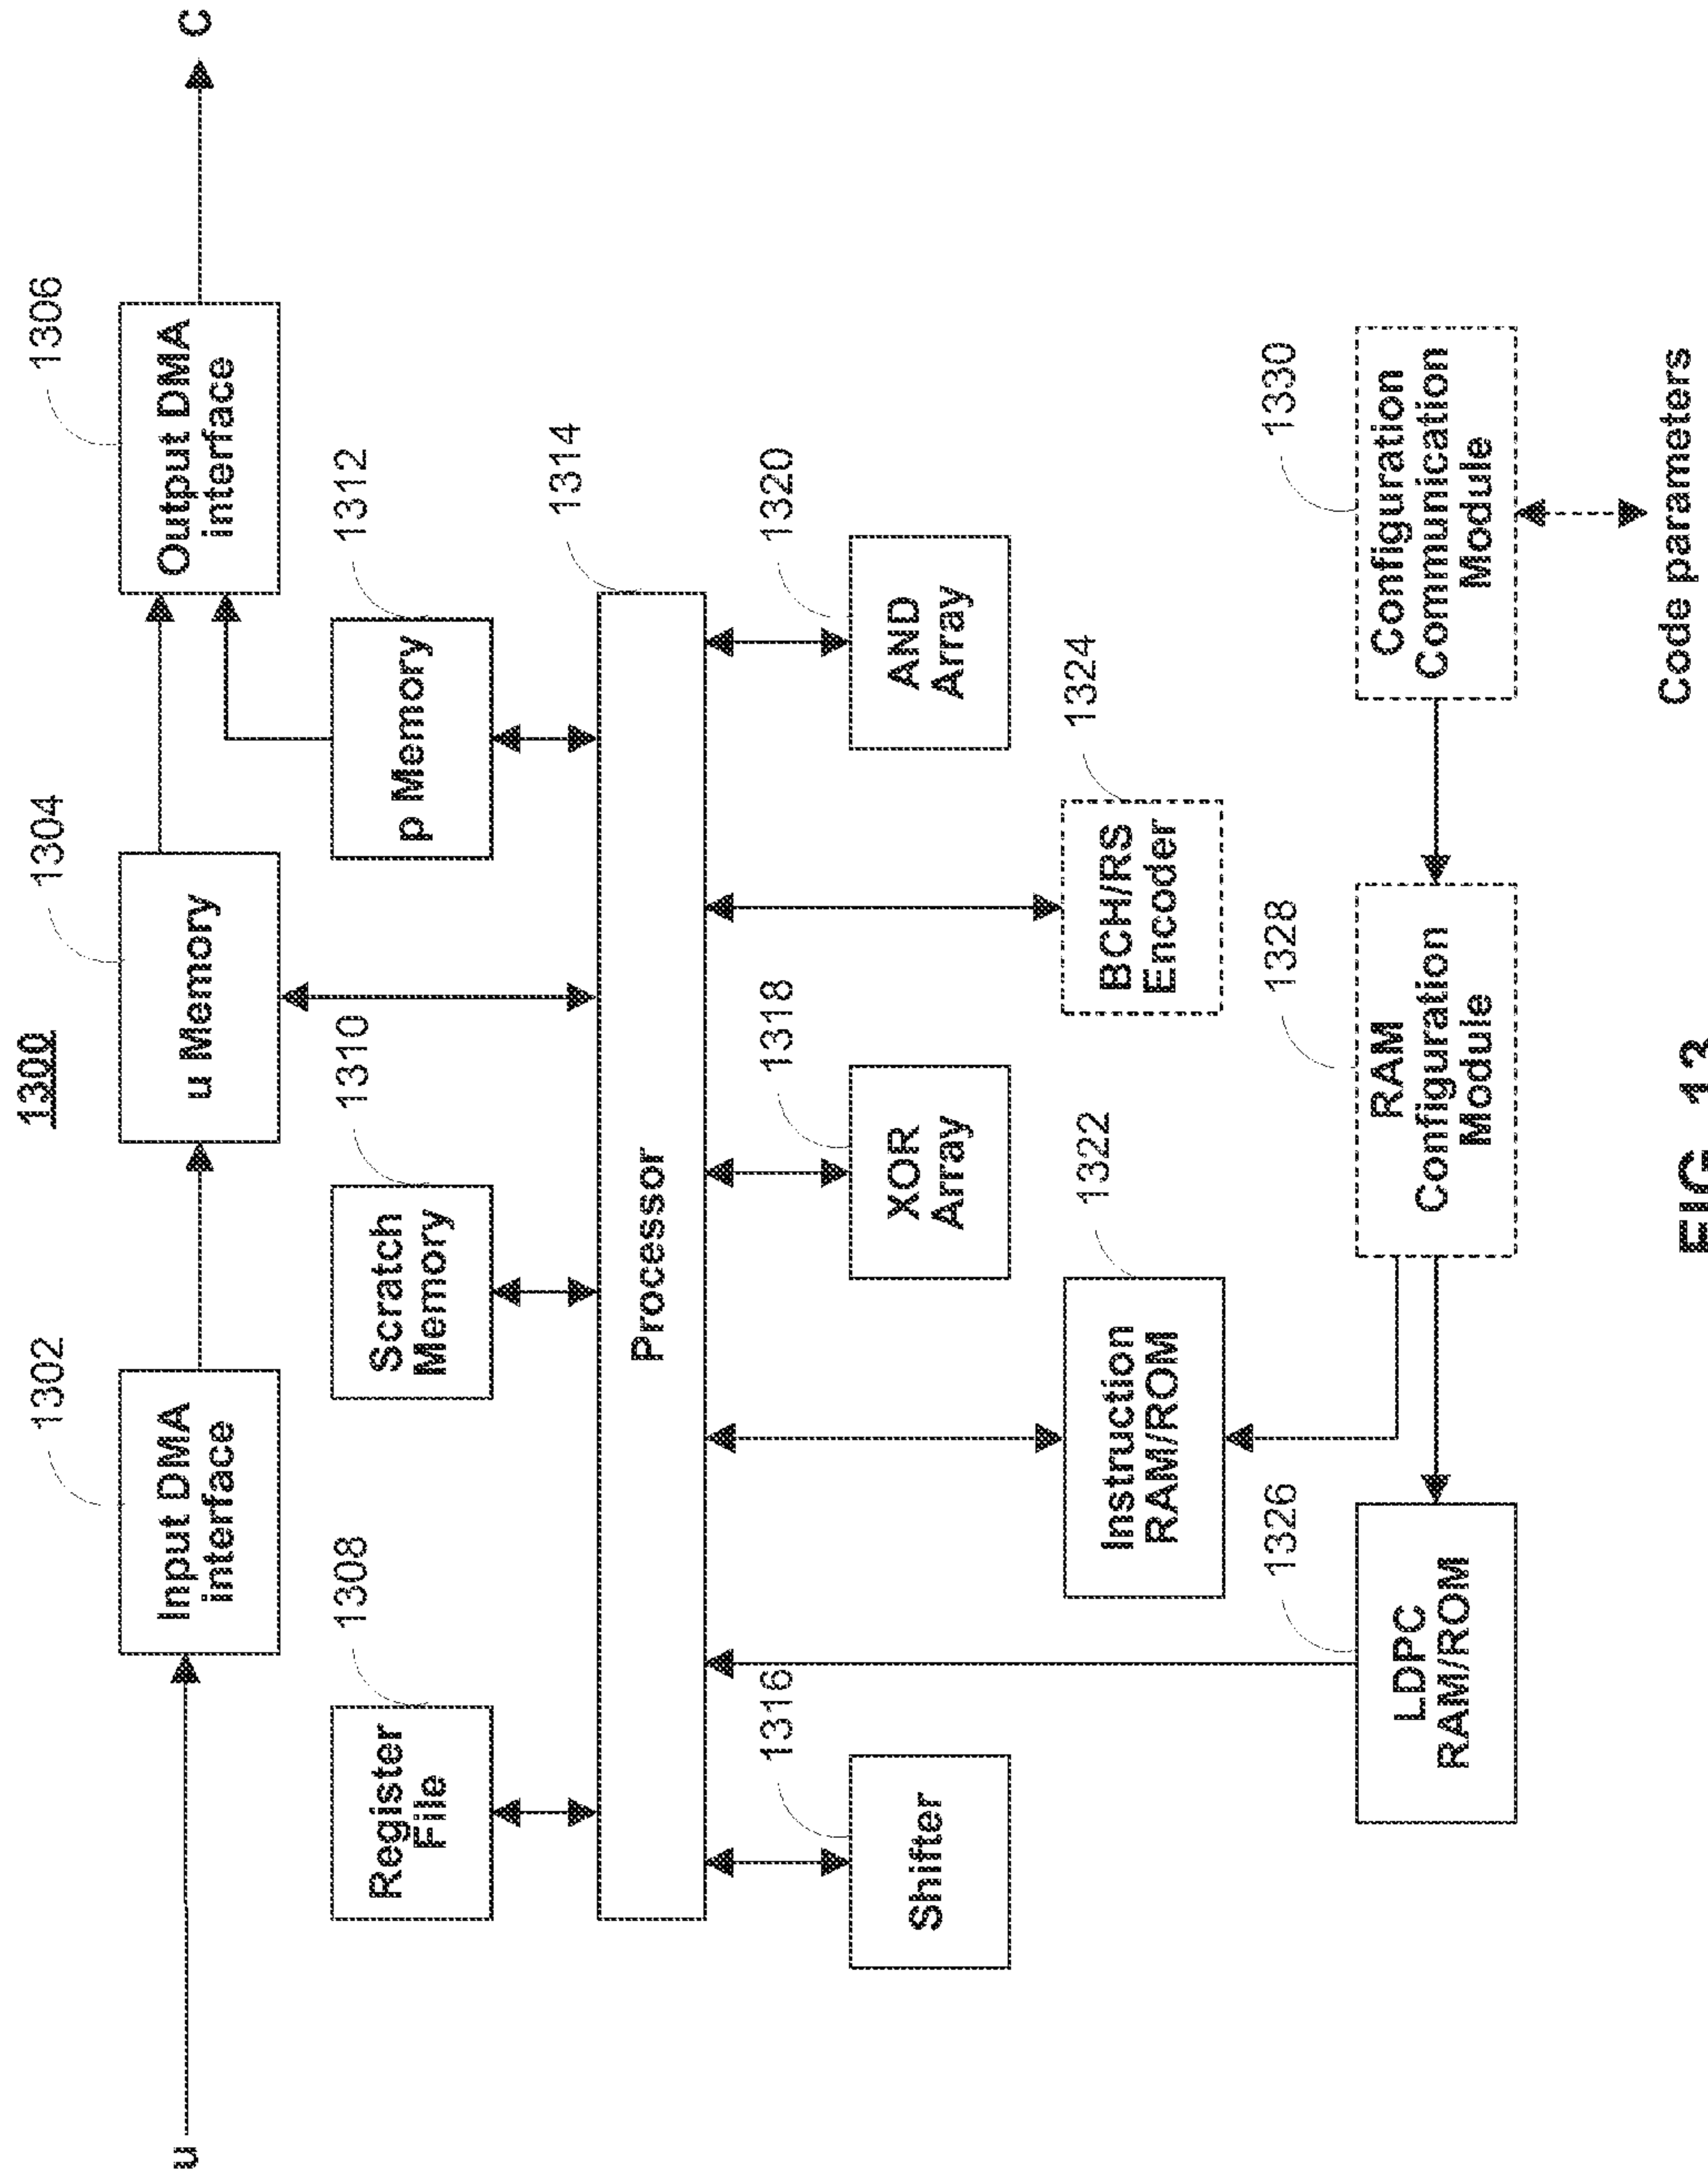 1300
1302
1304
1306
u
Input DMA
interface
u Memory
Output DMA
interface
C
1308
1310
1312
Register
File
Scratch
Memory
p Memory
1314
Processor
1316
1318
1320
Shifter
XOR
Array
AND
Array
1322
1324
Instruction
RAM/ROM
BCH/RS
Encoder
1326
1328
1330
LDPC
RAM/ROM
RAM
Configuration
Module
Configuration
Communication
Module
Code parameters
FIG. 13